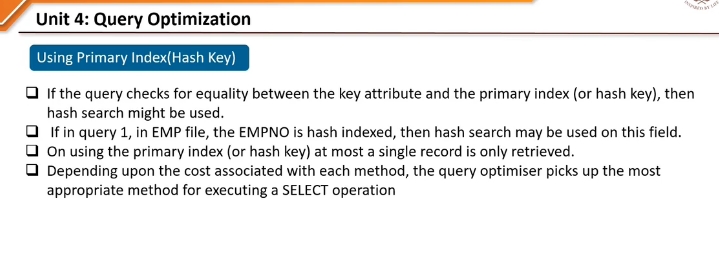 Unit 4: Query Optimization
Using Primary Index(Hash Key)
❑ If the query checks for equality between the key attribute and the primary index (or hash key), then
hash search might be used.
❑ If in query 1, in EMP file, the EMPNO is hash indexed, then hash search may be used on this field.
❑ On using the primary index (or hash key) at most a single record is only retrieved.
❑ Depending upon the cost associated with each method, the query optimiser picks up the most
appropriate method for executing a SELECT operation